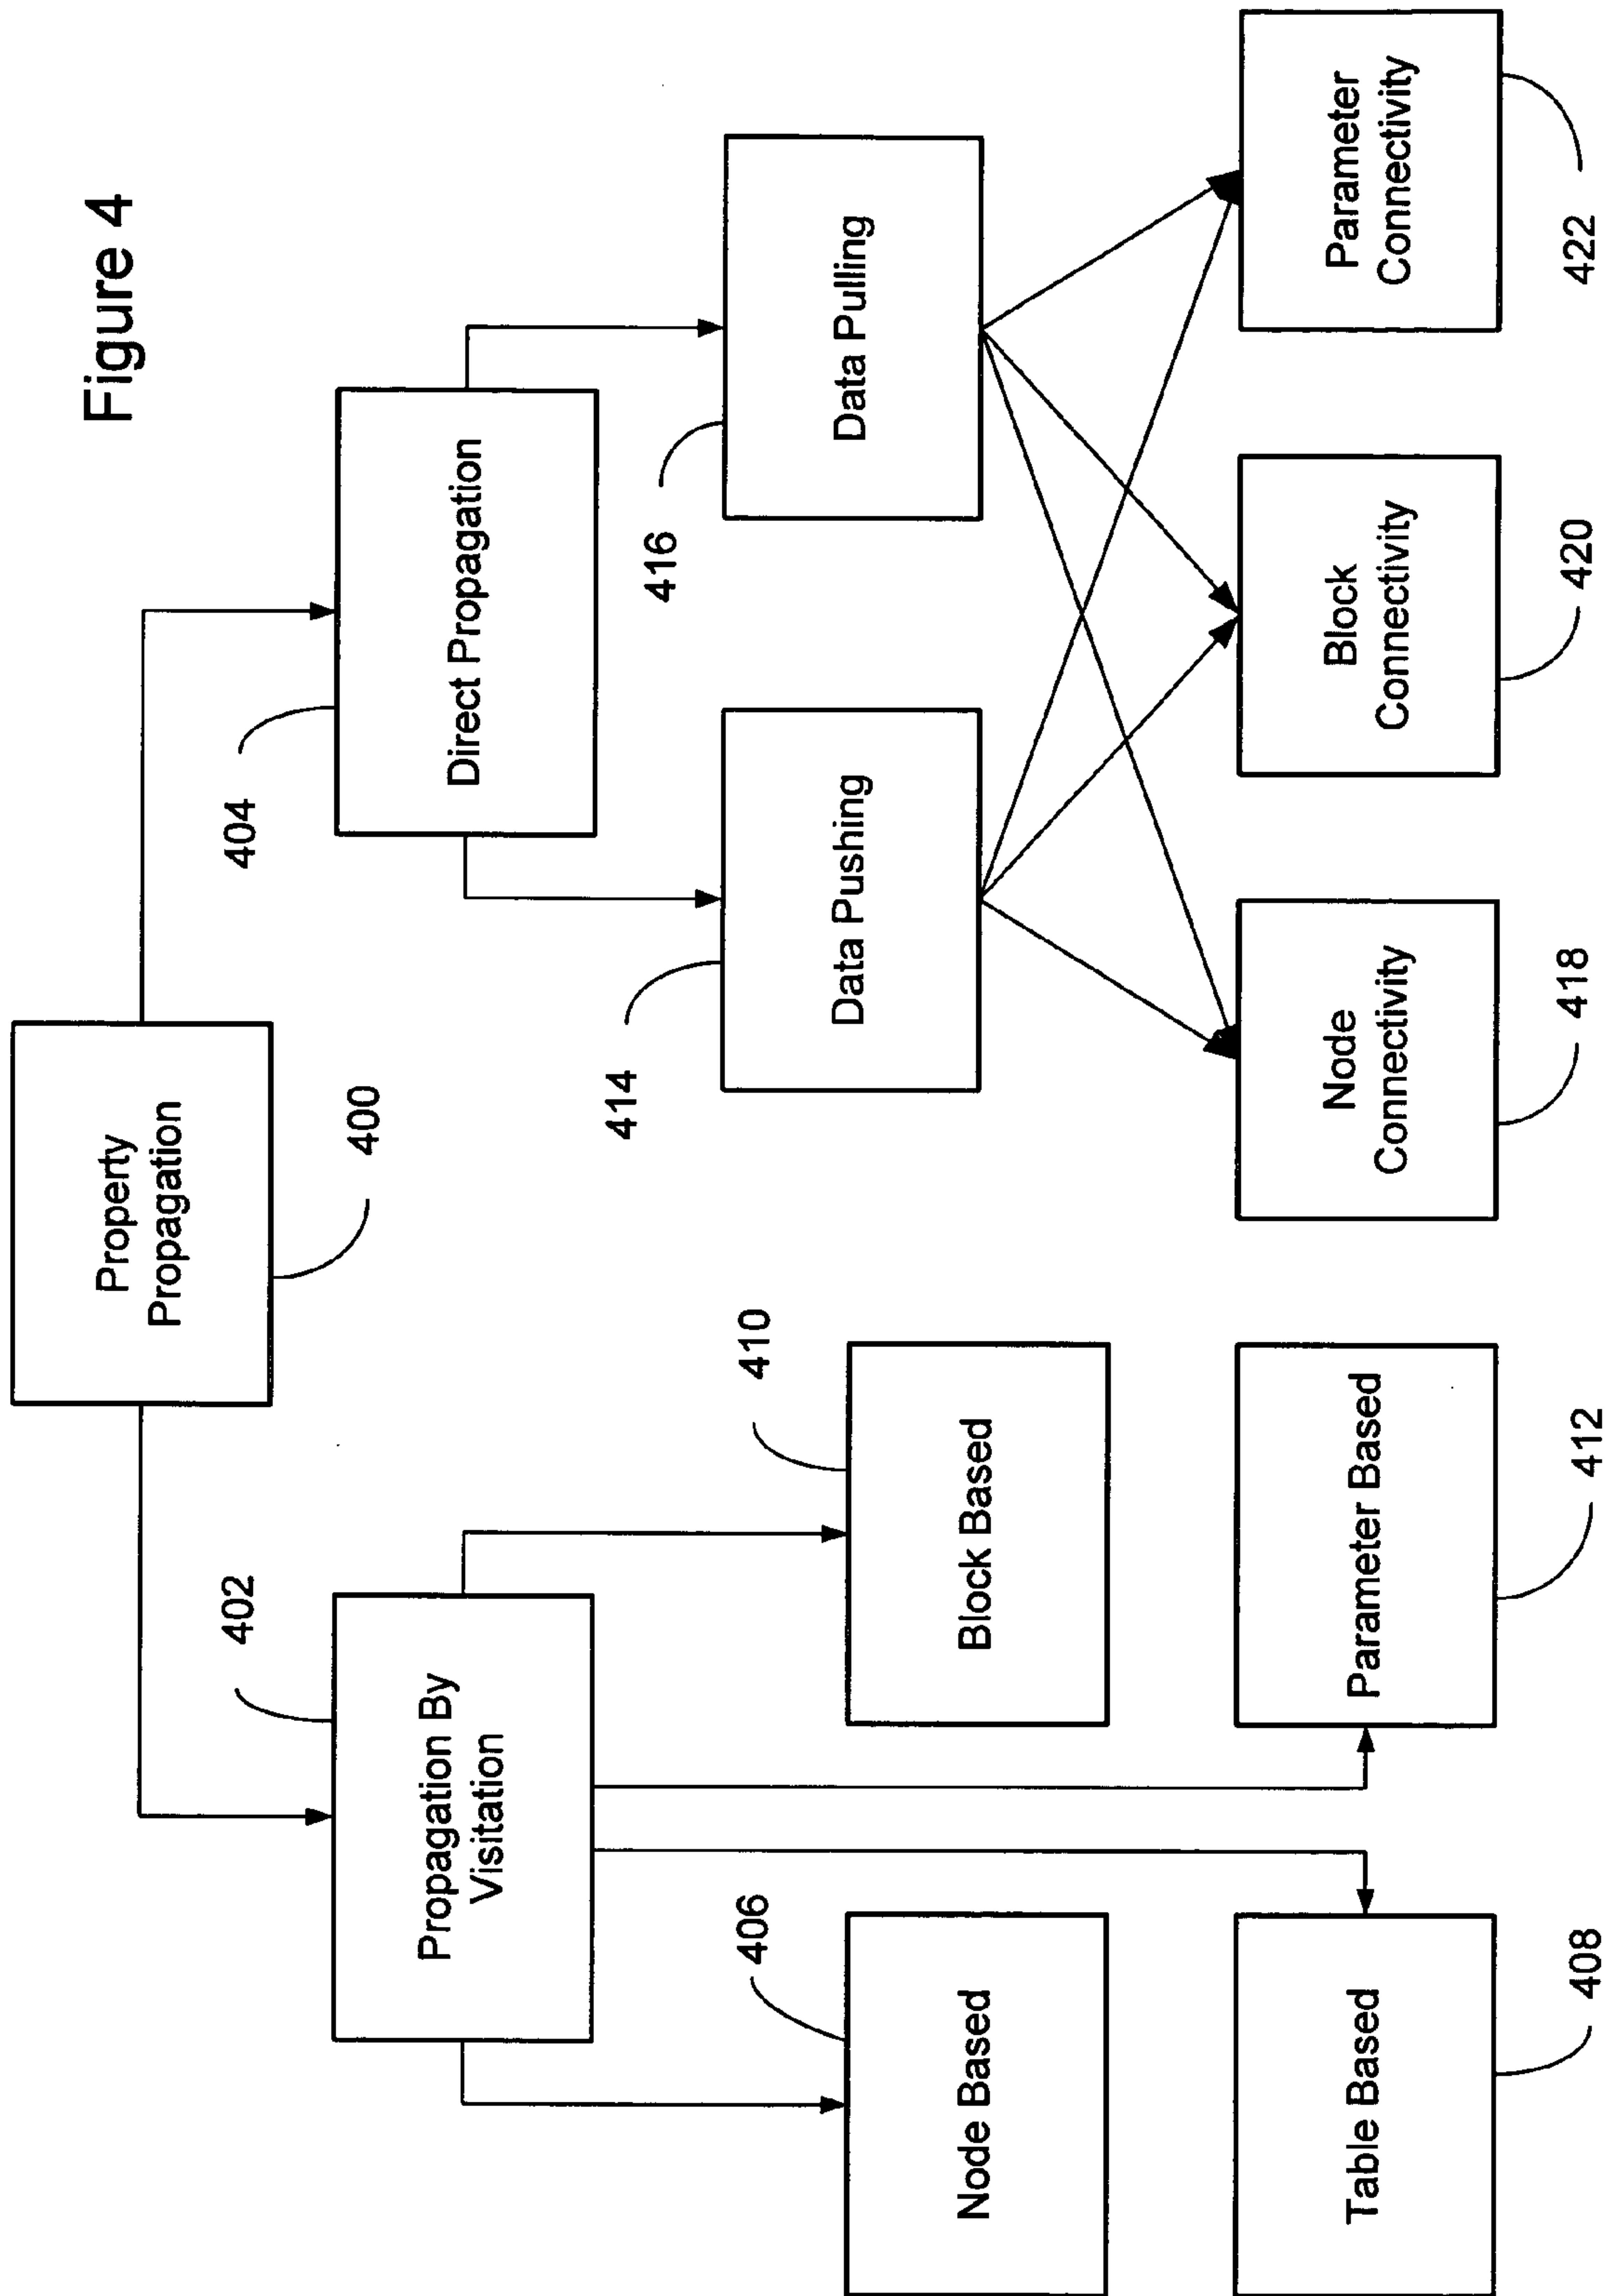 Figure 4
Property
Propagation
400
402
Propagation By
Visitation
404
Direct Propagation
406
Node Based
410
Block Based
Table Based
408
Parameter Based
412
414
Data Pushing
416
Data Pulling
Node
Connectivity
418
Block
Connectivity
420
Parameter
Connectivity
422